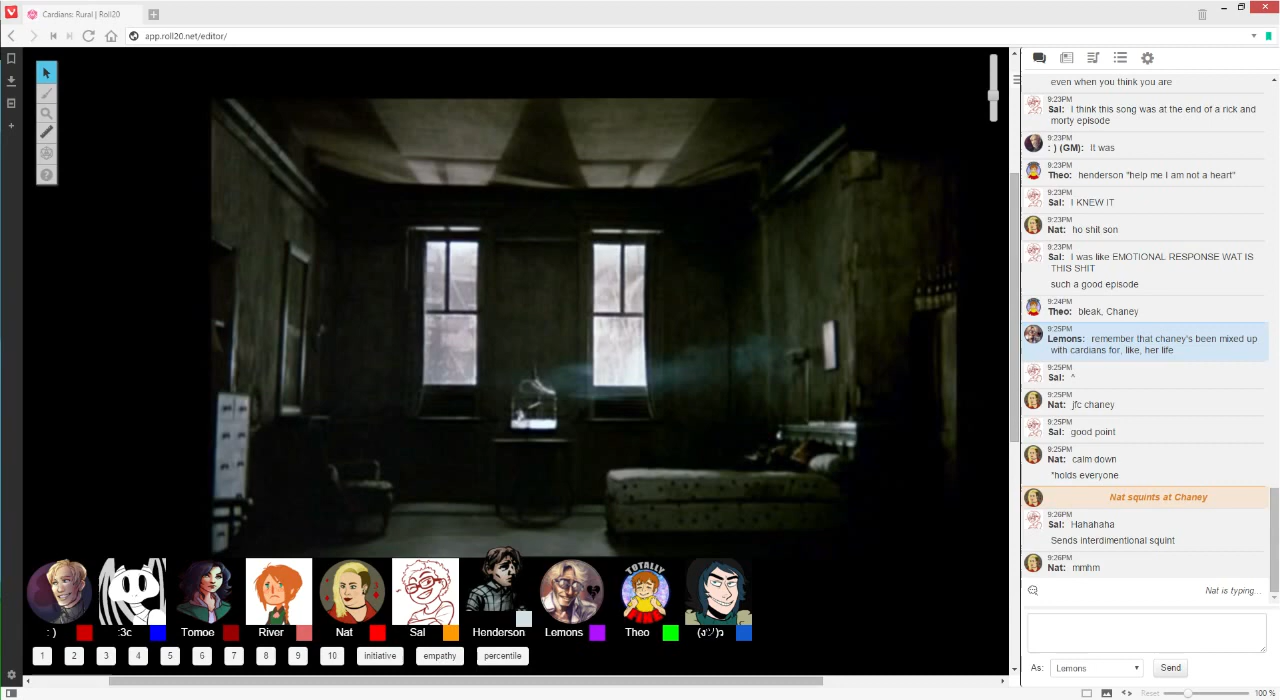 Cardians: Rural | Roll20
app.roll20.net/editor/
even when you think you are
9:23PM
Sal: I think this song was at the end of a rick and
morty episode
9:23PM
: ) (GM): It was
9:23PM
Theo: henderson "help me I am not a heart"
9:23PM
Sal: I KNEW IT
9:23PM
Nat: ho shit son
9:23PM
Sal: I was like EMOTIONAL RESPONSE WAT IS
THIS SHIT
such a good episode
9:24PM
Theo: bleak, Chaney
9:25PM
Lemons: remember that chaney's been mixed up
with cardians for, like, her life
9:25PM
Sal: ^
9:25PM
Nat: jfc chaney
9:25PM
Sal: good point
9:25PM
Nat: calm down
*holds everyone
Nat squints at Chaney
9:26PM
Sal: Hahahaha
Sends interdimentional squint
9:26PM
Nat: mmhm
Nat is typing...
As: Lemons Send
TOTALLY
: ) :3c Tomoe River Nat Sal Henderson Lemons Theo
1 2 3 4 5 6 7 8 9 10 initiative empathy percentile
Reset 100 %